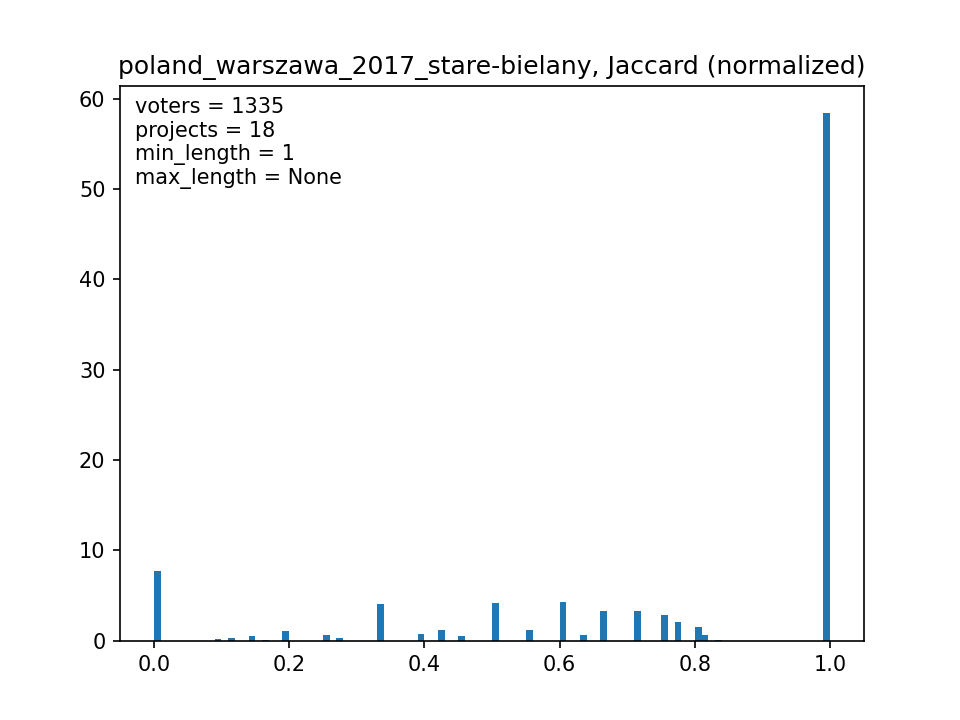 poland_warszawa_2017_stare-bielany, Jaccard (normalized)
60
voters = 1335
projects = 18
min_length = 1
max_length = None
50
40
30
20
10
0
0.0 0.2 0.4 0.6 0.8 1.0